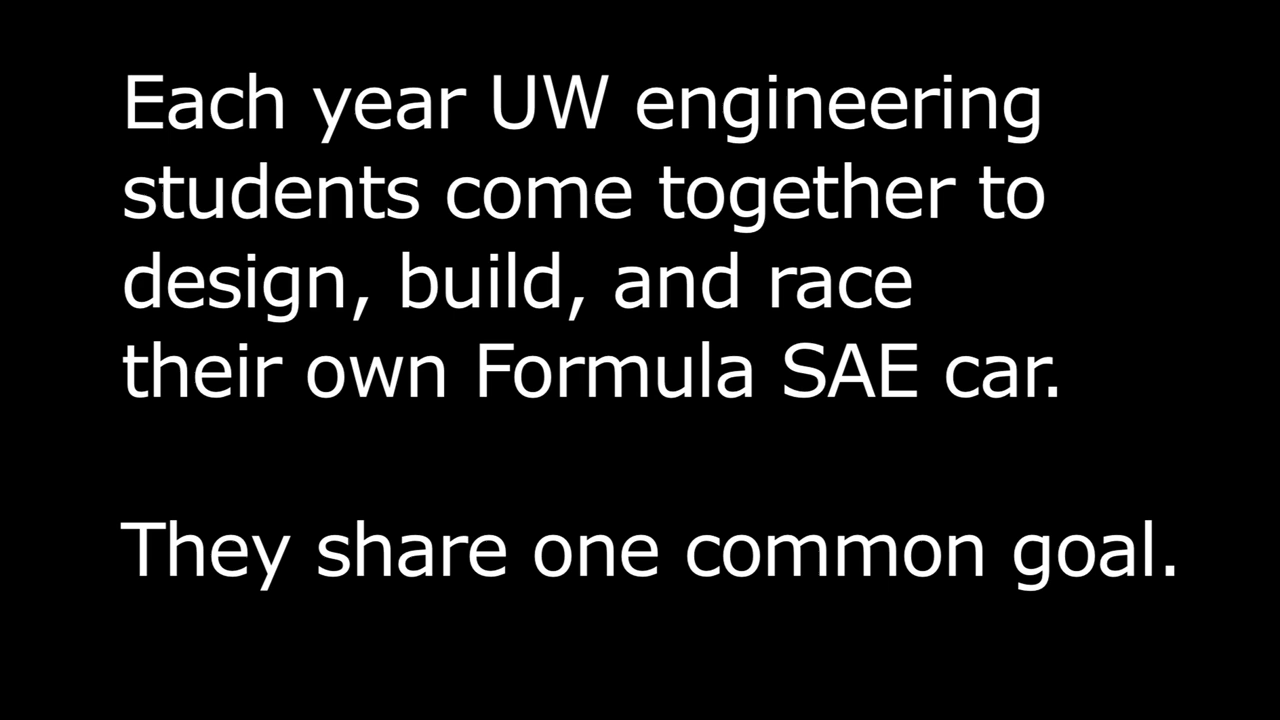 Each year UW engineering
students come together to
design, build, and race
their own Formula SAE car.
They share one common goal.